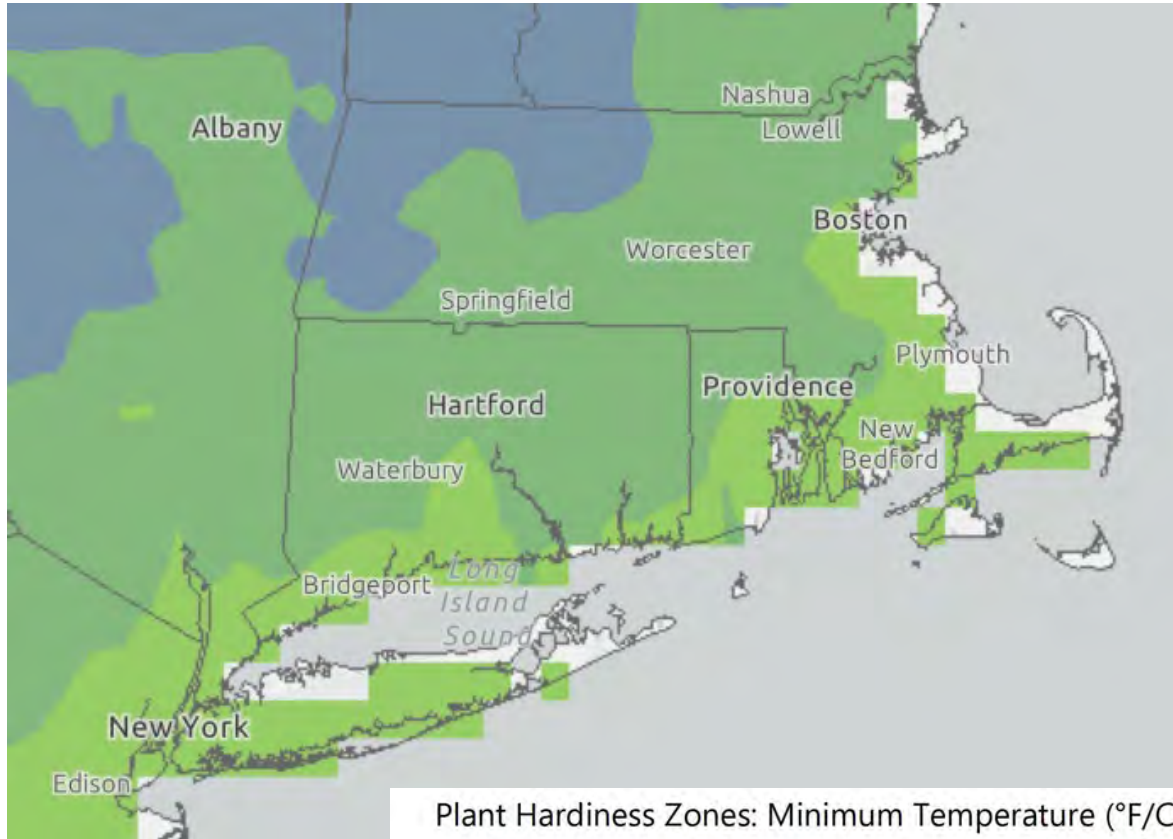 Nashua
Albany
Lowell
Boston
Worcester
Springfield
Plymouth
Providence
Hartford
New
Bedford
Waterbury
Long
Island
Sound
Bridgeport
New York
Edison
Plant Hardiness Zones: Minimum Temperature (°F/C